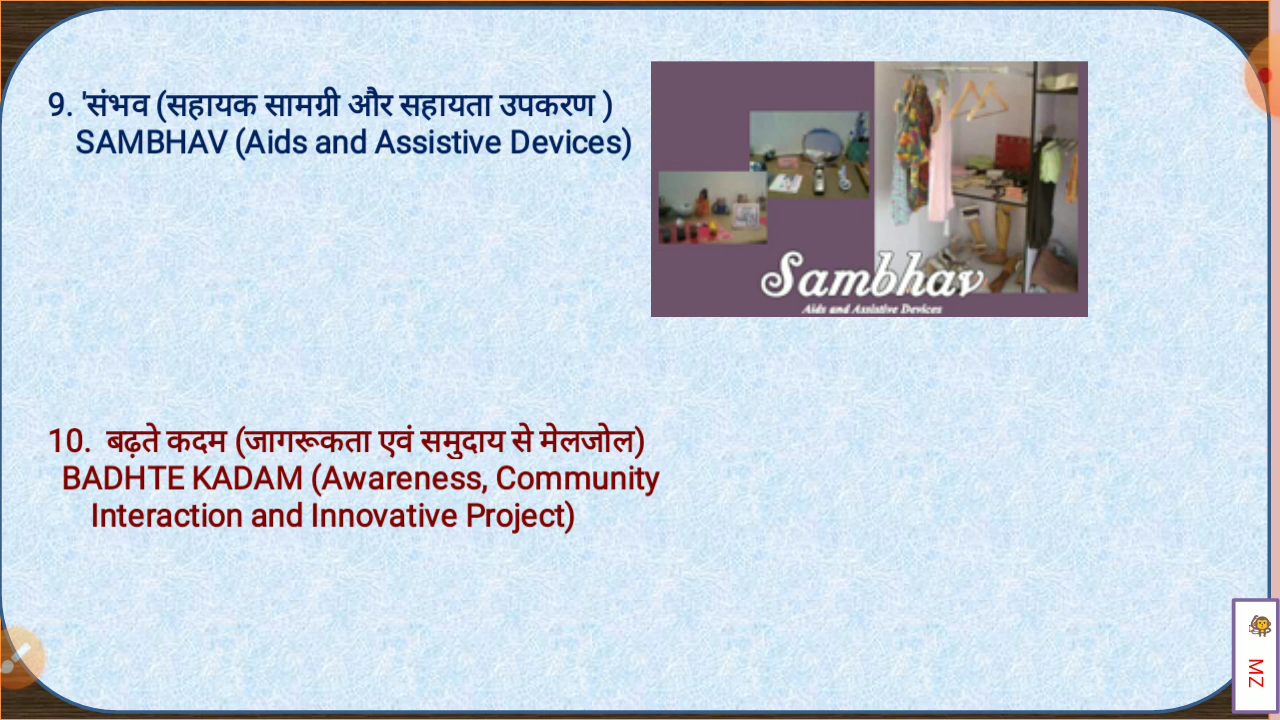 9. 'संभव (सहायक सामग्री और सहायता उपकरण )
SAMBHAV (Aids and Assistive Devices)
Sambhav
Aids and Assistive Devices
10. बढ़ते कदम (जागरूकता एवं समुदाय से मेलजोल)
BADHTE KADAM (Awareness, Community
Interaction and Innovative Project)
MZ